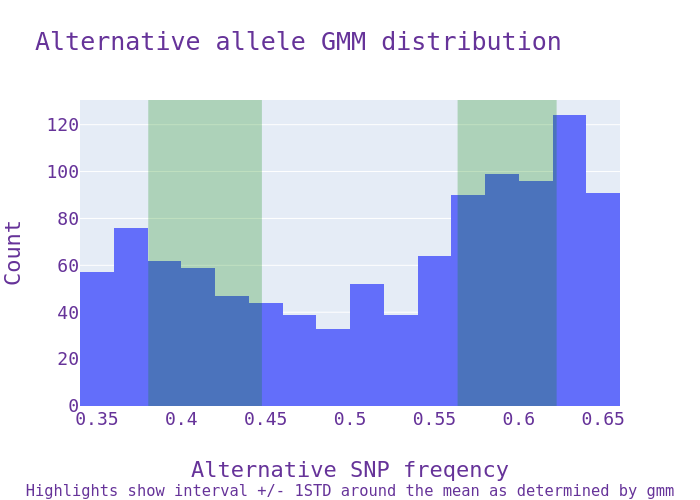 Alternative allele GMM distribution
120
100
80
60
40
20
0
Count
0.35 0.4 0.45 0.5 0.55 0.6 0.65
Alternative SNP freqency
Highlights show interval +/- 1STD around the mean as determined by gmm